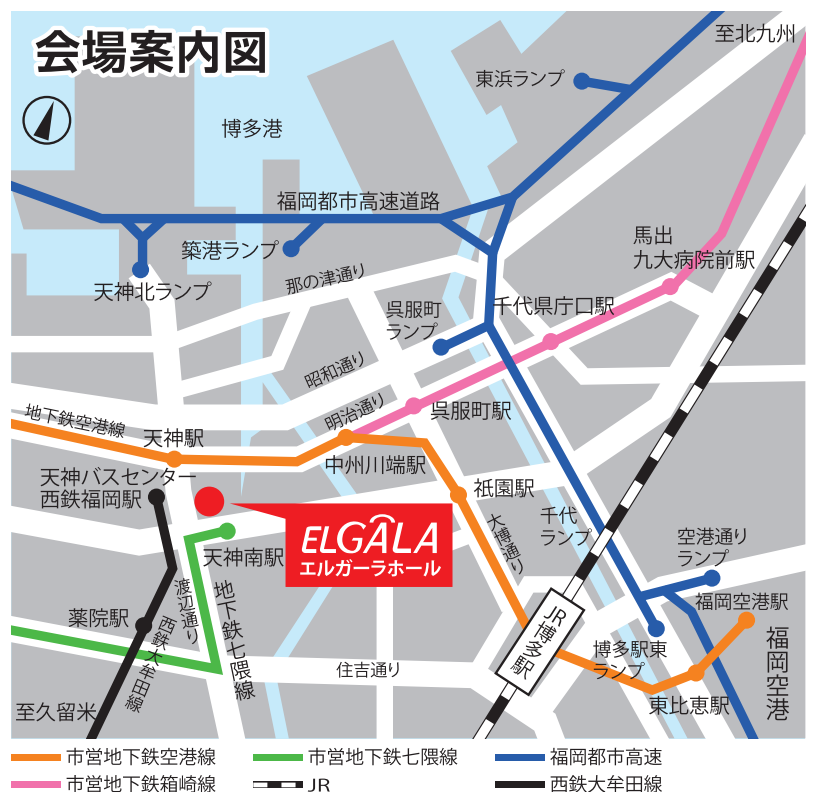 会場案内図
至北九州
東浜ランプ
博多港
福岡都市高速道路
築港ランプ
馬出
九大病院前駅
那の津通り
天神北ランプ
呉服町
ランプ
千代県庁口駅
昭和通り
明治通り
呉服町駅
地下鉄空港線
天神駅
中州川端駅
天神バスセンター
西鉄福岡駅
祇園駅
大博通り
千代
ランプ
ELGALA
エルガーラホール
天神南駅
空港通り
ランプ
渡辺通り
地下鉄七隈線
薬院駅
西鉄大牟田線
福岡空港駅
JR博多駅
博多駅東
ランプ
福岡空港
住吉通り
至久留米
東比恵駅
市営地下鉄空港線
市営地下鉄七隈線
福岡都市高速
市営地下鉄箱崎線
JR
西鉄大牟田線